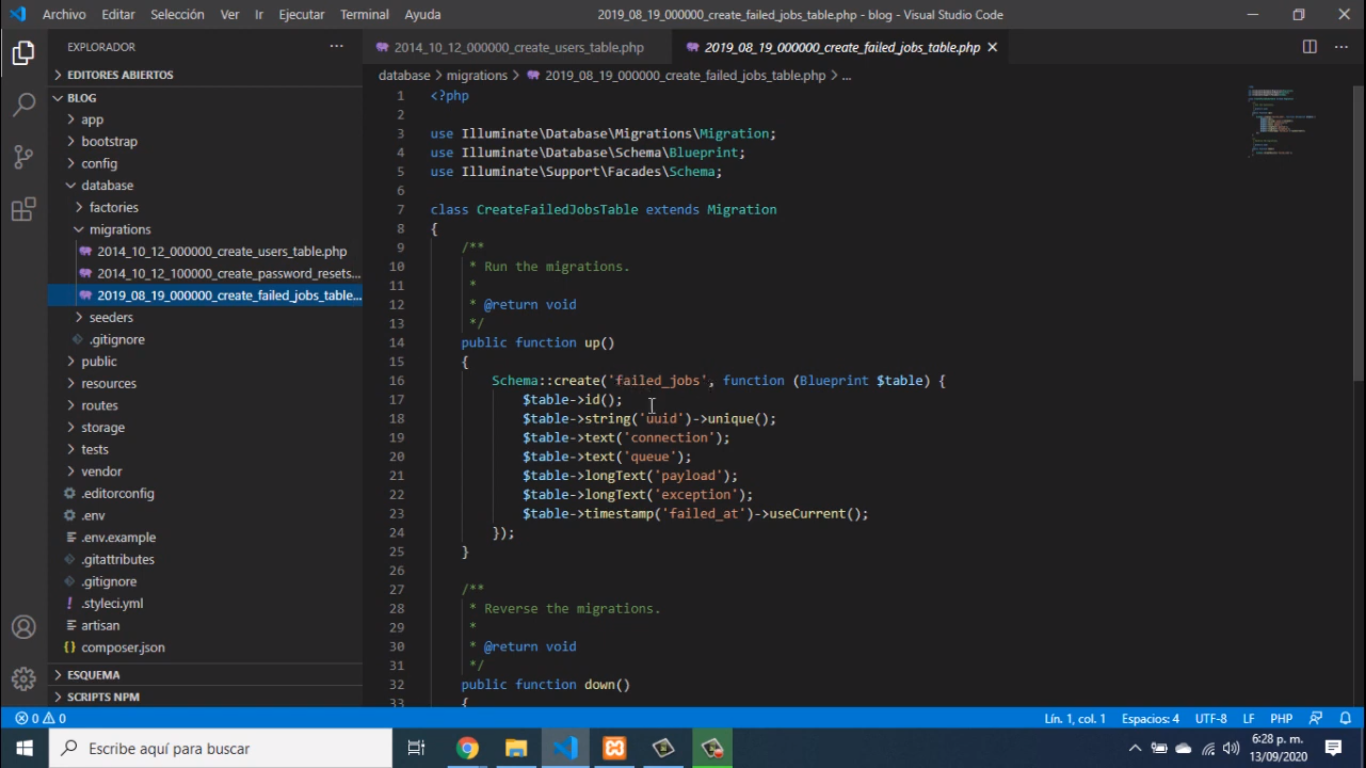 Archivo Editar Selección Ver Ir Ejecutar Terminal Ayuda
2019_08_19_000000_create_failed_jobs_table.php - blog - Visual Studio Code
EXPLORADOR
EDITORES ABIERTOS
BLOG
app
bootstrap
config
database
factories
migrations
2014_10_12_000000_create_users_table.php
2014_10_12_100000_create_password_resets...
2019_08_19_000000_create_failed_jobs_table...
seeders
.gitignore
public
resources
routes
storage
tests
vendor
.editorconfig
.env
.env.example
.gitattributes
.gitignore
.styleci.yml
artisan
composer.json
ESQUEMA
SCRIPTS NPM
2014_10_12_000000_create_users_table.php
2019_08_19_000000_create_failed_jobs_table.php
database > migrations > 2019_08_19_000000_create_failed_jobs_table.php > ...
1 <?php
2
3 use Illuminate\Database\Migrations\Migration;
4 use Illuminate\Database\Schema\Blueprint;
5 use Illuminate\Support\Facades\Schema;
6
7 class CreateFailedJobsTable extends Migration
8 {
9 /**
10 * Run the migrations.
11 *
12 * @return void
13 */
14 public function up()
15 {
16 Schema::create('failed_jobs', function (Blueprint $table) {
17 $table->id();
18 $table->string('uuid')->unique();
19 $table->text('connection');
20 $table->text('queue');
21 $table->longText('payload');
22 $table->longText('exception');
23 $table->timestamp('failed_at')->useCurrent();
24 });
25 }
26
27 /**
28 * Reverse the migrations.
29 *
30 * @return void
31 */
32 public function down()
33 {
0 0
Lín. 1, col. 1 Espacios: 4 UTF-8 LF PHP
Escribe aquí para buscar
6:28 p. m.
13/09/2020